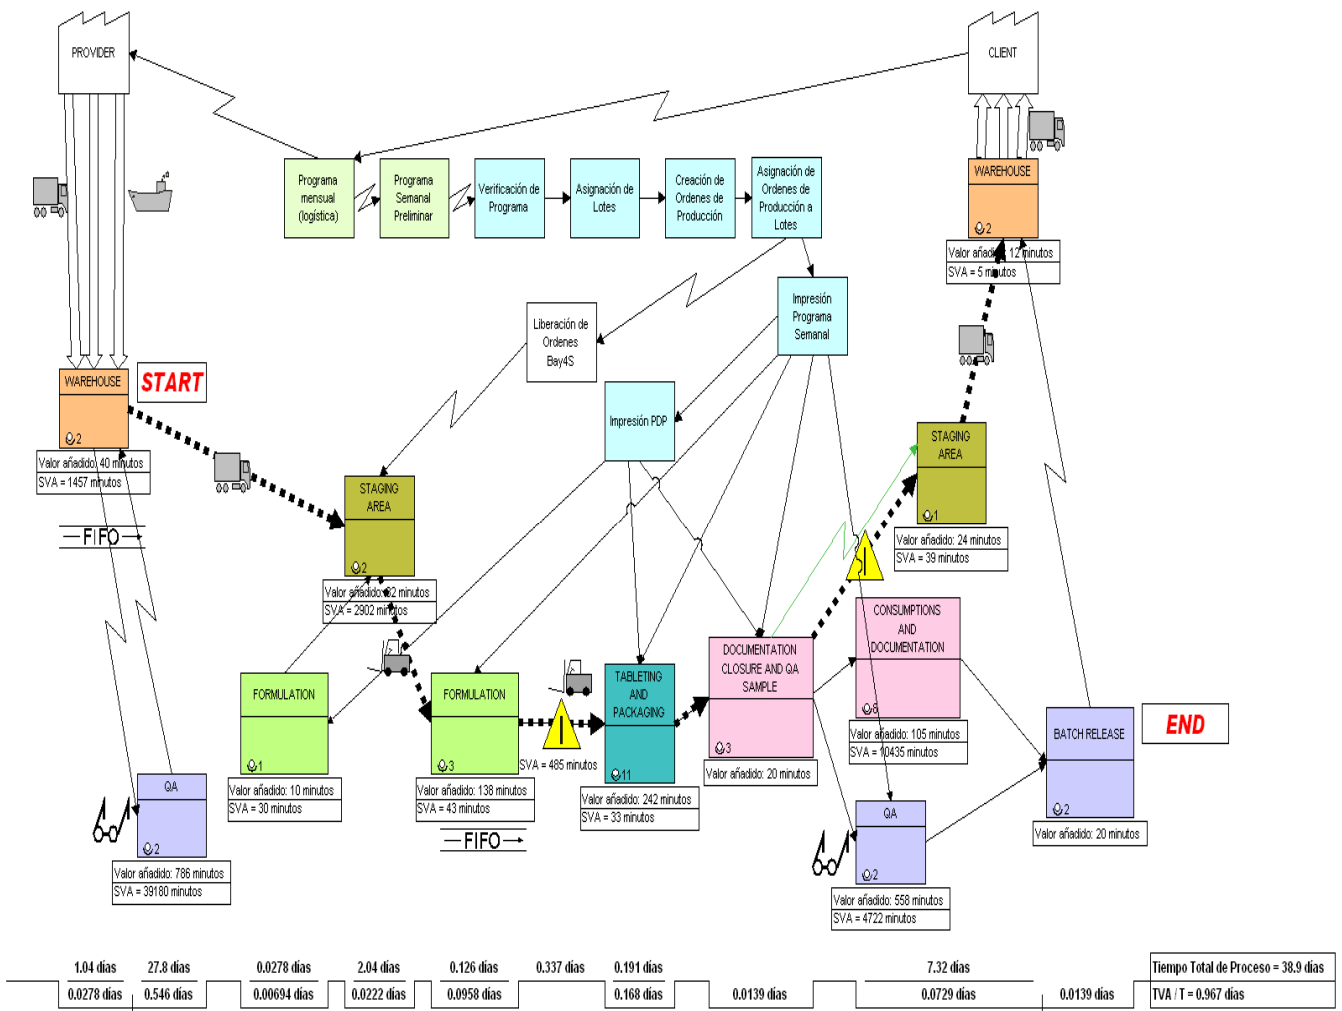 PROVIDER
CLIENT
Programa
mensual
(logística)
Programa
Semanal
Preliminar
Verificación de
Programa
Asignación de
Lotes
Creación de
Ordenes de
Producción
Asignación de
Ordenes de
Producción a
Lotes
WAREHOUSE
2
Valor añadido: 12 minutos
SVA = 5 minutos
Impresión
Programa
Semanal
Liberación de
Ordenes
Bay4S
WAREHOUSE
2
START
Valor añadido: 40 minutos
SVA = 1457 minutos
FIFO
Impresión PDP
STAGING
AREA
2
Valor añadido: 32 minutos
SVA = 2902 minutos
STAGING
AREA
1
Valor añadido: 24 minutos
SVA = 39 minutos
FORMULATION
1
Valor añadido: 10 minutos
SVA = 30 minutos
FORMULATION
3
Valor añadido: 138 minutos
SVA = 43 minutos
FIFO
I
SVA = 485 minutos
TABLETING
AND
PACKAGING
11
Valor añadido: 242 minutos
SVA = 33 minutos
DOCUMENTATION
CLOSURE AND QA
SAMPLE
3
Valor añadido: 20 minutos
I
CONSUMPTIONS
AND
DOCUMENTATION
8
Valor añadido: 105 minutos
SVA = 10435 minutos
BATCH RELEASE
2
Valor añadido: 20 minutos
END
QA
2
Valor añadido: 786 minutos
SVA = 39180 minutos
QA
2
Valor añadido: 558 minutos
SVA = 4722 minutos
1.04 días 27.8 días 0.0278 días 2.04 días 0.126 días 0.337 días 0.191 días 7.32 días
Tiempo Total de Proceso = 38.9 días
0.0278 días 0.546 días 0.00694 días 0.0222 días 0.0958 días 0.168 días 0.0139 días 0.0729 días 0.0139 días
TVA / T = 0.967 días